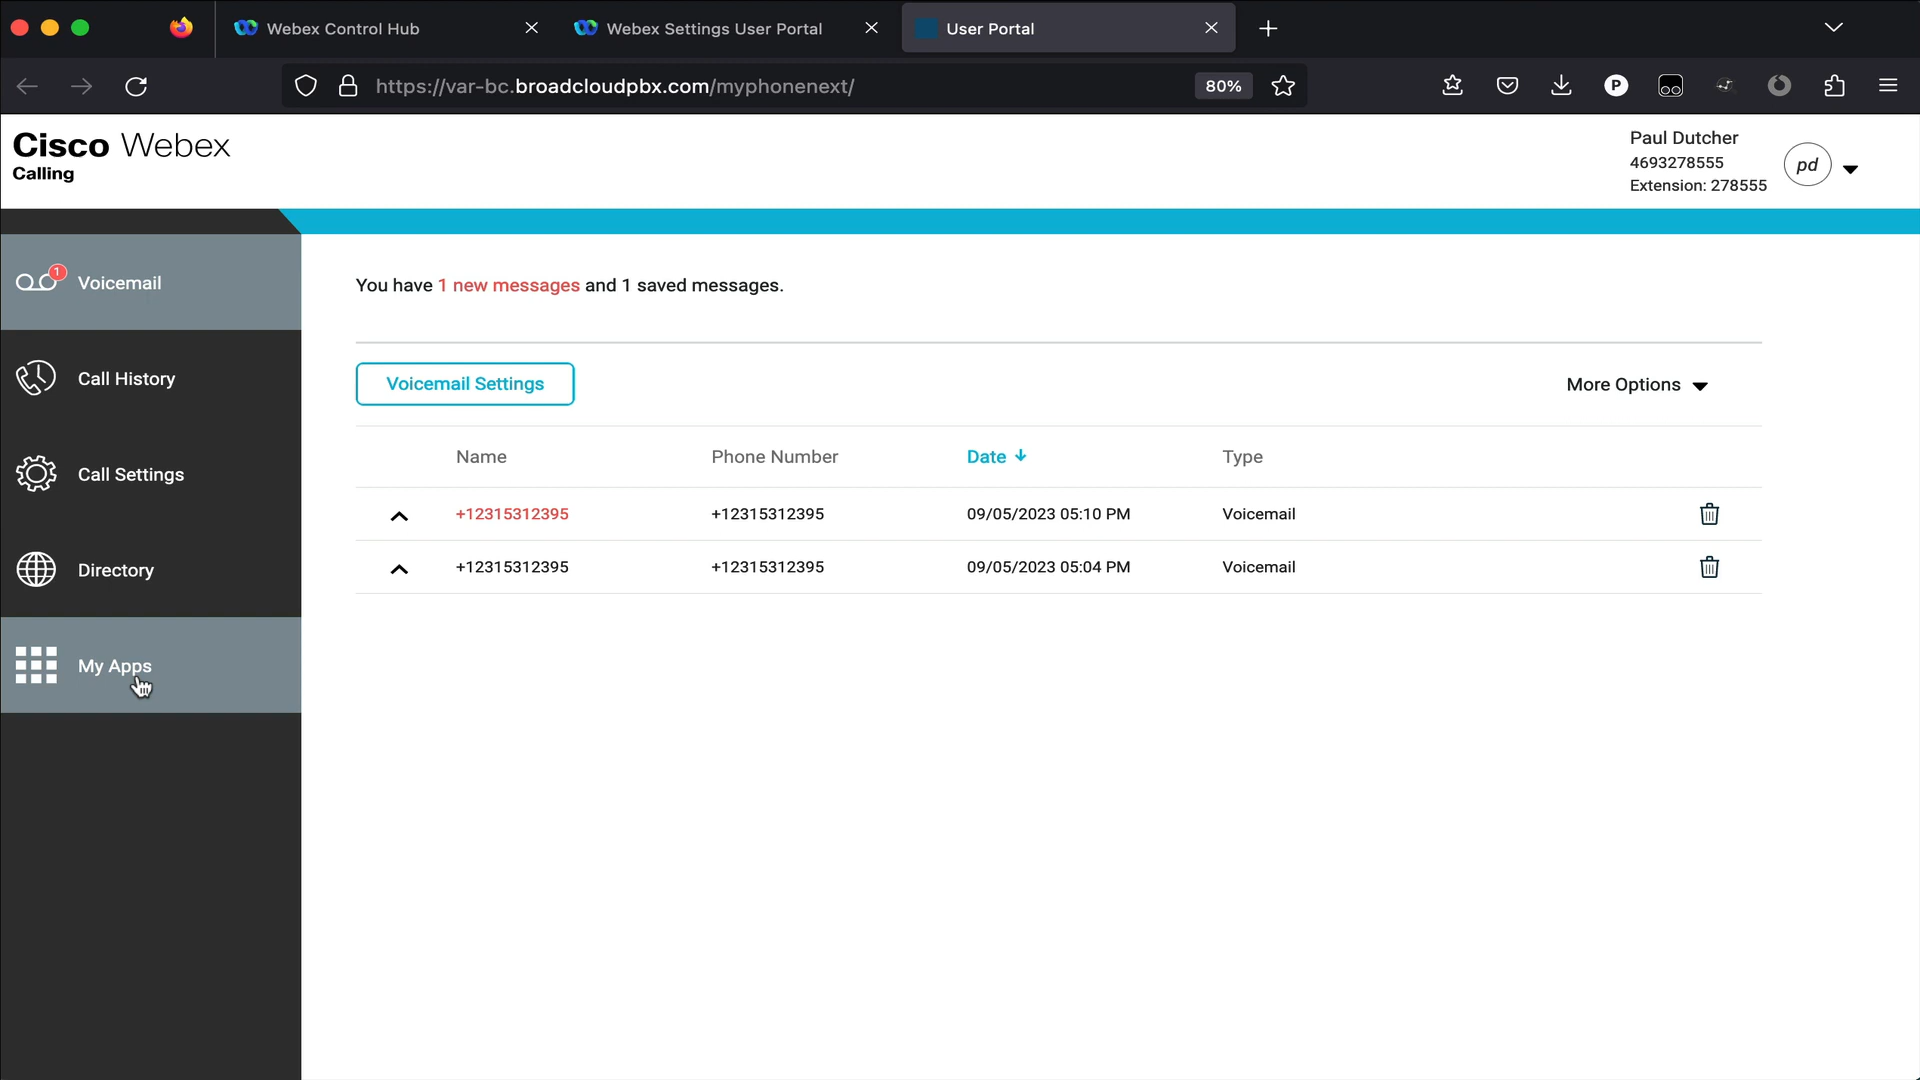 Webex Control Hub
Webex Settings User Portal
User Portal
https://var-bc.broadcloudpbx.com/myphonenext/
80%
P
Cisco Webex
Calling
Paul Dutcher
4693278555
Extension: 278555
pd
1
Voicemail
Call History
Call Settings
Directory
My Apps
You have 1 new messages and 1 saved messages.
Voicemail Settings
More Options
Name Phone Number Date Type
+12315312395 +12315312395 09/05/2023 05:10 PM Voicemail
+12315312395 +12315312395 09/05/2023 05:04 PM Voicemail